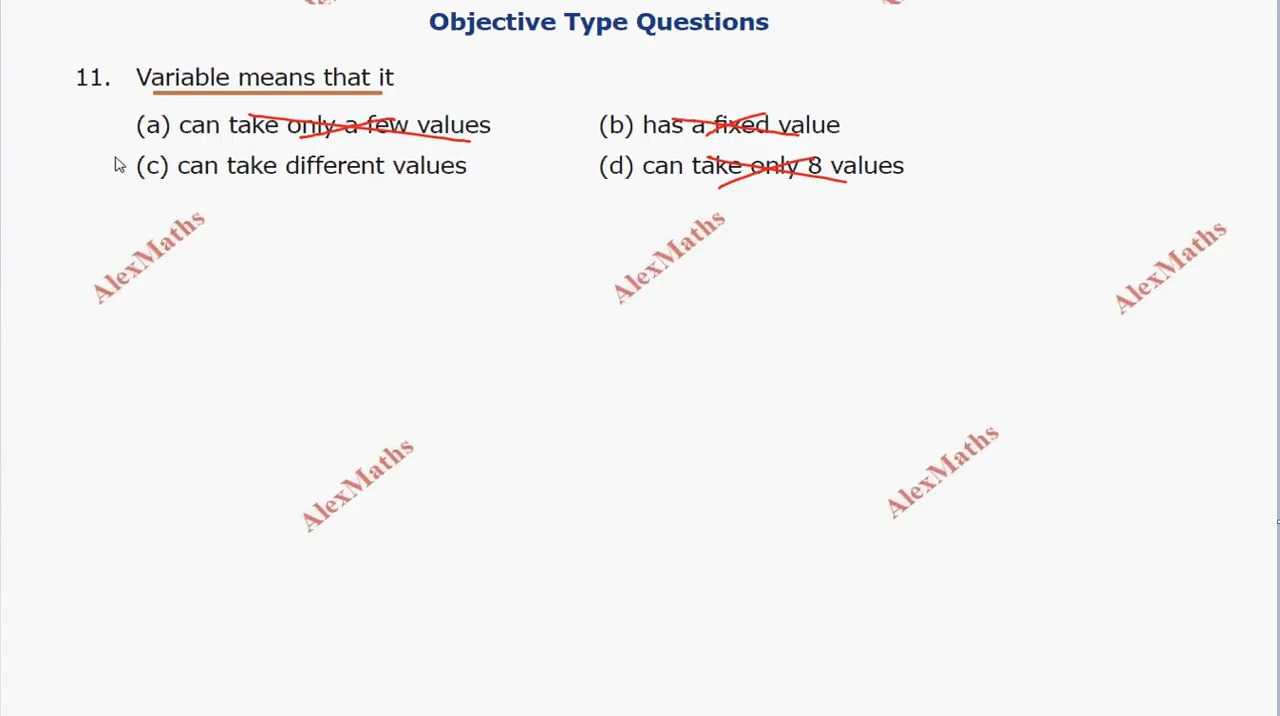 Objective Type Questions
11. Variable means that it
(a) can take only a few values (b) has a fixed value
(c) can take different values (d) can take only 8 values
AlexMaths AlexMaths AlexMaths
AlexMaths AlexMaths